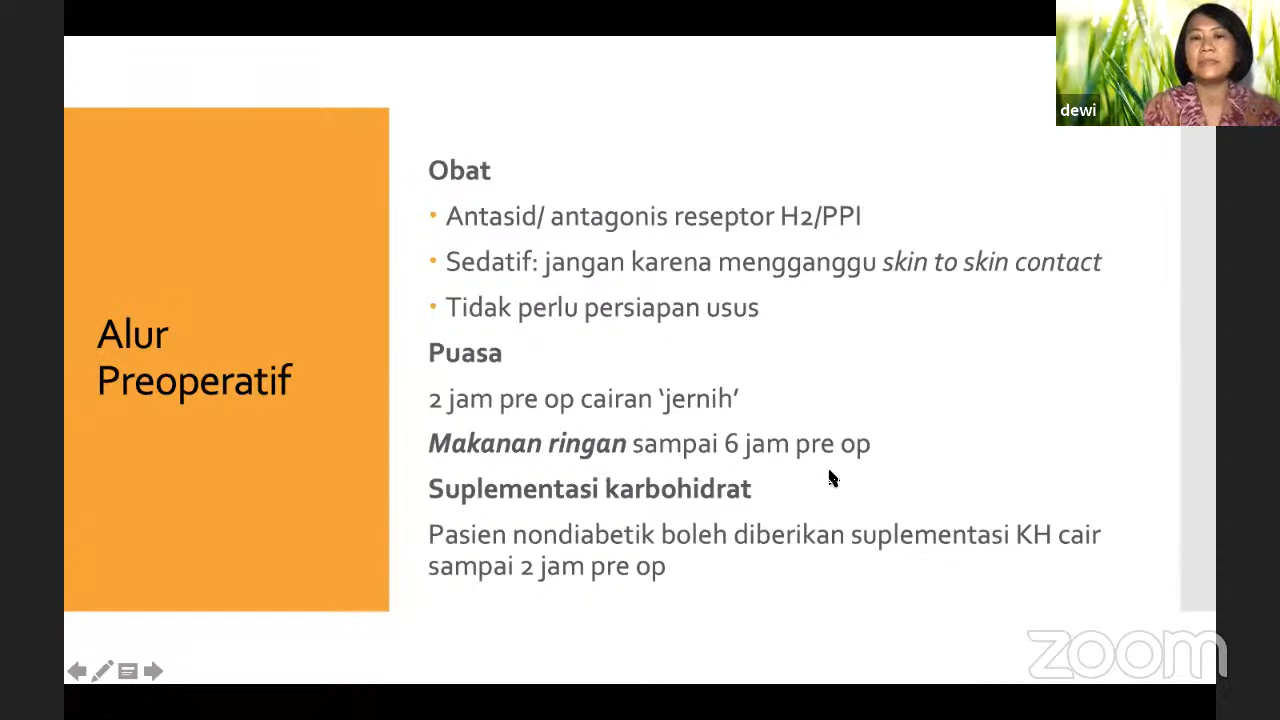 dewi
Obat
• Antasid/ antagonis reseptor H2/PPI
• Sedatif: jangan karena mengganggu skin to skin contact
• Tidak perlu persiapan usus
Alur
Preoperatif
Puasa
2 jam pre op cairan ‘jernih’
Makanan ringan sampai 6 jam pre op
Suplementasi karbohidrat
Pasien nondiabetik boleh diberikan suplementasi KH cair
sampai 2 jam pre op
zoom